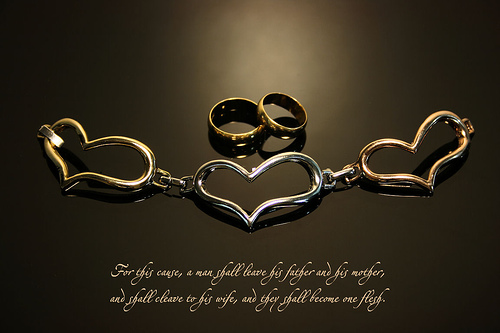 For this cause, a man shall leave his father and his mother,
and shall cleave to his wife, and they shall become one flesh.